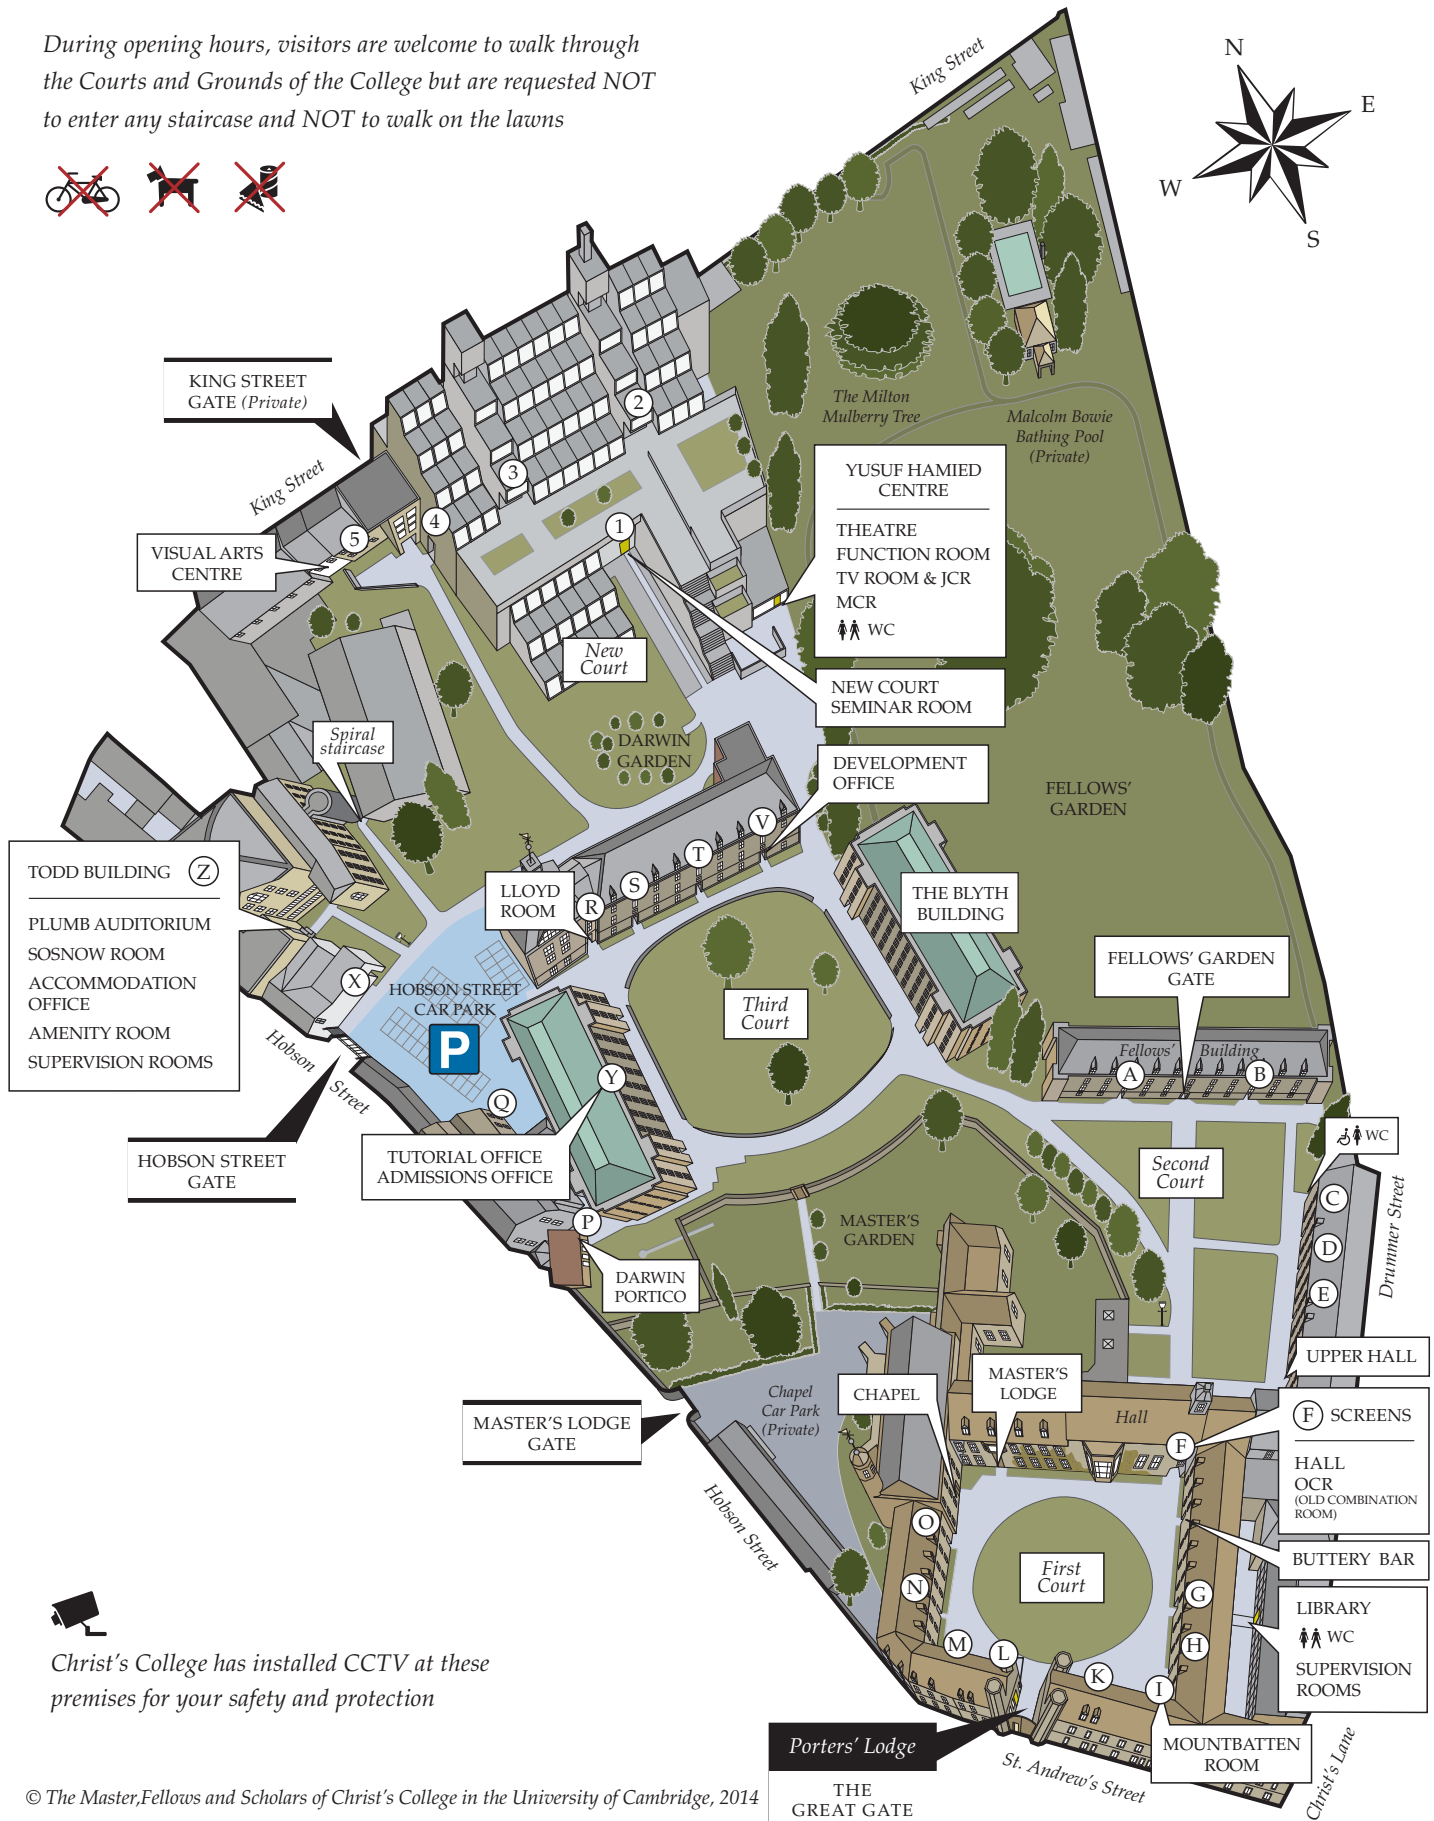 During opening hours, visitors are welcome to walk through
the Courts and Grounds of the College but are requested NOT
to enter any staircase and NOT to walk on the lawns
King Street
N
E
W
S
KING STREET
GATE (Private)
King Street
VISUAL ARTS
CENTRE
5
4
3
2
1
The Milton
Mulberry Tree
Malcolm Bowie
Bathing Pool
(Private)
YUSUF HAMIED
CENTRE
THEATRE
FUNCTION ROOM
TV ROOM & JCR
MCR
WC
New
Court
NEW COURT
SEMINAR ROOM
Spiral
staircase
DARWIN
GARDEN
DEVELOPMENT
OFFICE
FELLOWS'
GARDEN
V
T
S
R
LLOYD
ROOM
THE BLYTH
BUILDING
TODD BUILDING Z
PLUMB AUDITORIUM
SOSNOW ROOM
ACCOMMODATION
OFFICE
AMENITY ROOM
SUPERVISION ROOMS
X
HOBSON STREET
CAR PARK
P
Third
Court
FELLOWS' GARDEN
GATE
Fellows' Building
A
B
Hobson Street
Y
Q
HOBSON STREET
GATE
TUTORIAL OFFICE
ADMISSIONS OFFICE
WC
Second
Court
C
D
E
Drummer Street
P
DARWIN
PORTICO
MASTER'S
GARDEN
UPPER HALL
MASTER'S LODGE
GATE
Chapel
Car Park
(Private)
CHAPEL
MASTER'S
LODGE
Hall
F
F SCREENS
HALL
OCR
(OLD COMBINATION
ROOM)
Hobson Street
O
N
M
L
First
Court
BUTTERY BAR
G
H
K
I
LIBRARY
WC
SUPERVISION
ROOMS
Christ's College has installed CCTV at these
premises for your safety and protection
Porters' Lodge
THE
GREAT GATE
St. Andrew's Street
MOUNTBATTEN
ROOM
Christ's Lane
© The Master,Fellows and Scholars of Christ's College in the University of Cambridge, 2014